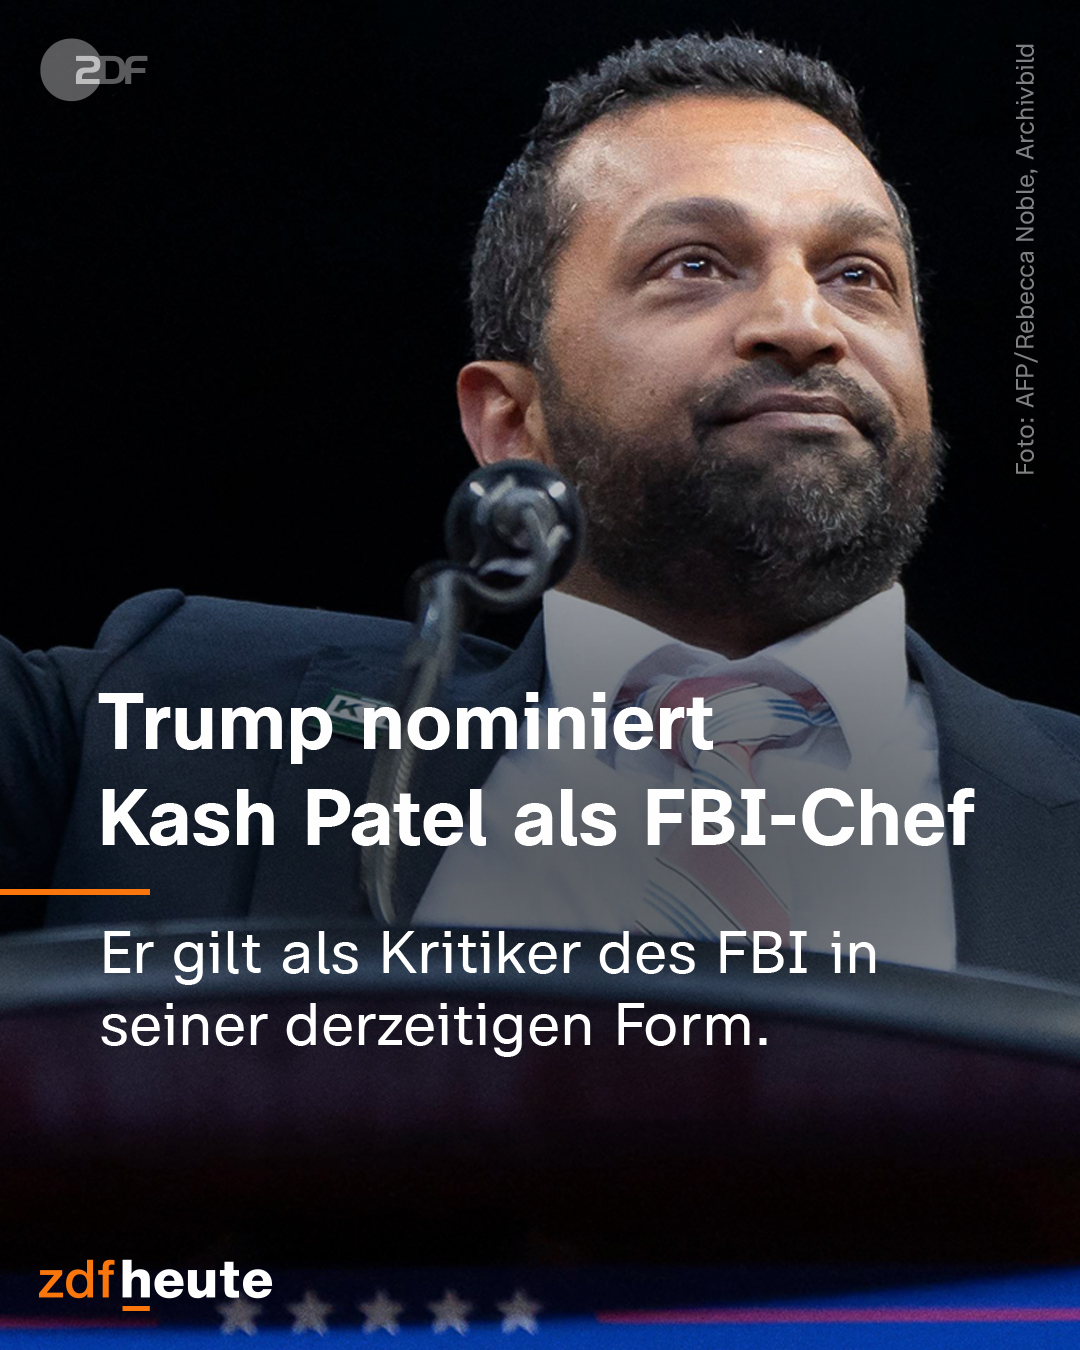 ZDF
Foto: AFP/Rebecca Noble, Archivbild
Trump nominiert
Kash Patel als FBI-Chef
Er gilt als Kritiker des FBI in
seiner derzeitigen Form.
zdfheute